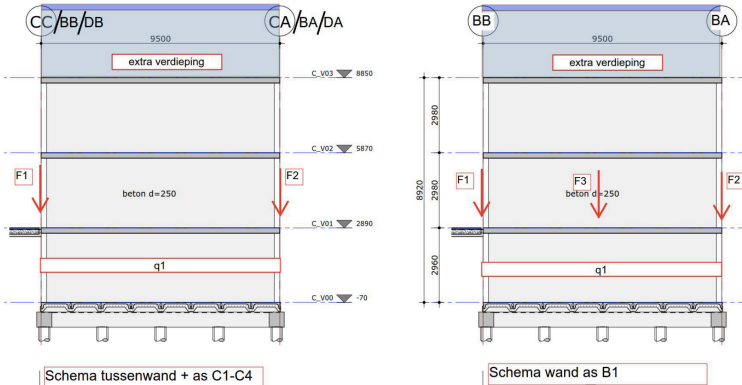 CC/BB/DB
CA/BA/DA
9500
extra verdieping
C_V03 8850
C_V02 5870
F1
F2
beton d=250
C_V01 2890
q1
C_V00 -70
Schema tussenwand + as C1-C4
BB
BA
9500
extra verdieping
2980
8920
2980
2960
F1
F3
F2
beton d=250
q1
Schema wand as B1